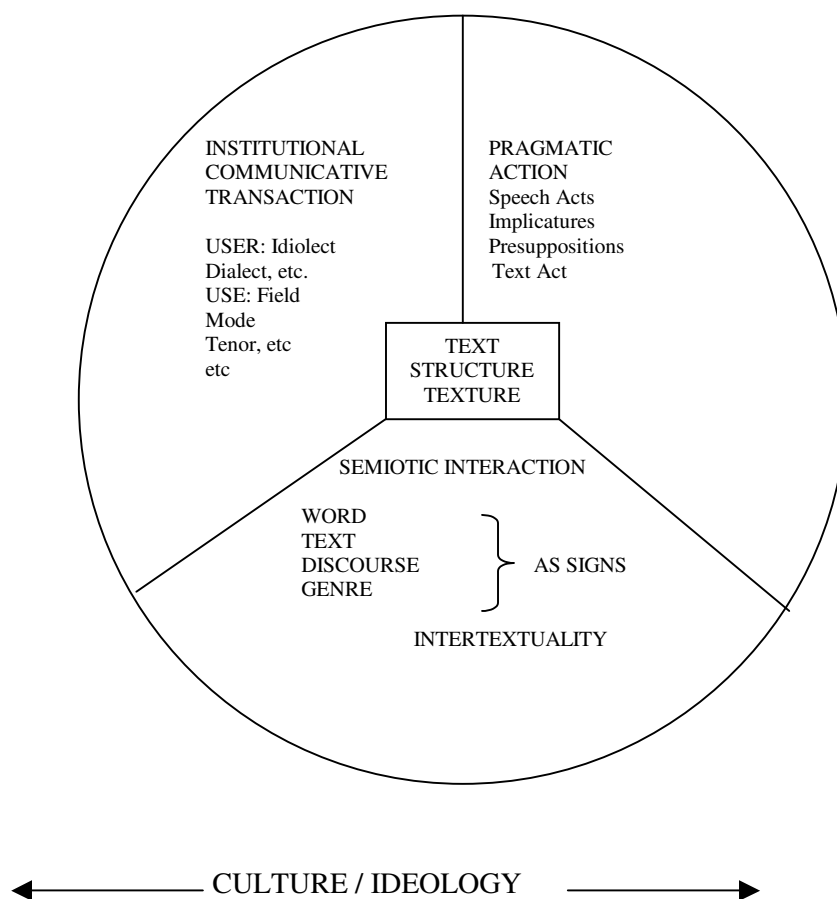 INSTITUTIONAL
COMMUNICATIVE
TRANSACTION
USER: Idiolect
Dialect, etc.
USE: Field
Mode
Tenor, etc
etc
PRAGMATIC
ACTION
Speech Acts
Implicatures
Presuppositions
Text Act
TEXT
STRUCTURE
TEXTURE
SEMIOTIC INTERACTION
WORD
TEXT
DISCOURSE
GENRE
AS SIGNS
INTERTEXTUALITY
CULTURE / IDEOLOGY